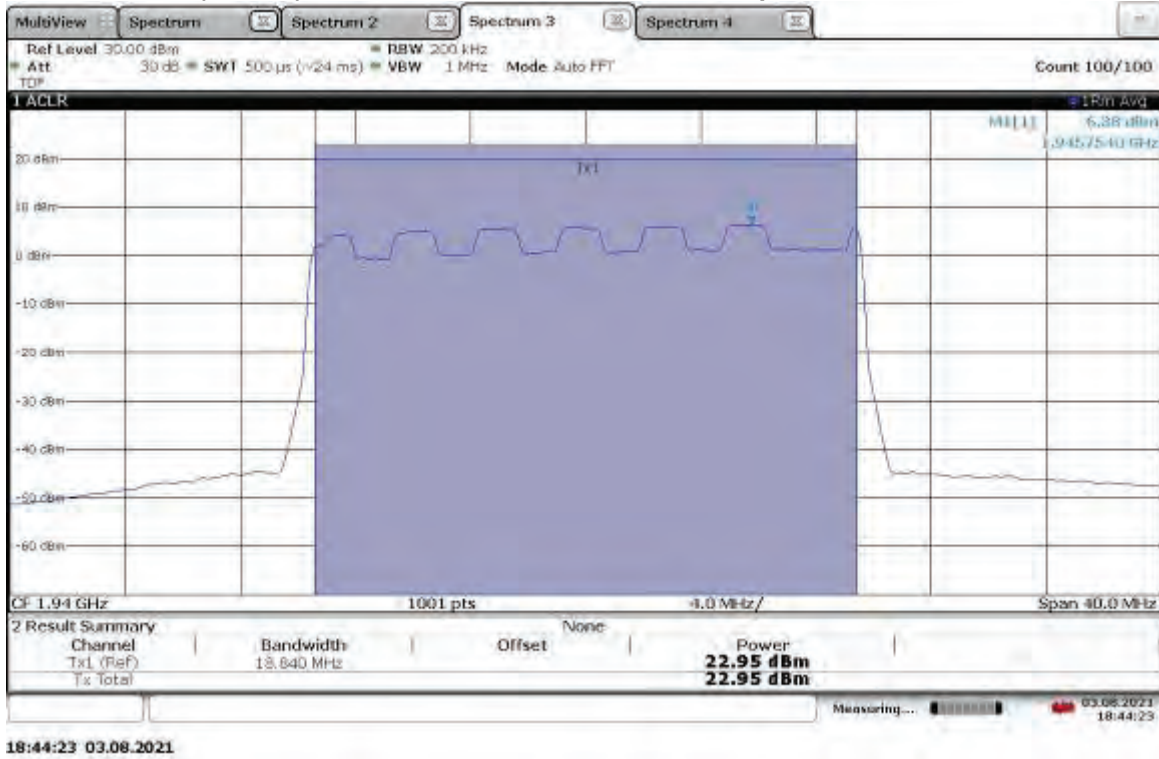 MultiView Spectrum Spectrum 2 Spectrum 3 Spectrum 4
Ref Level 30.00 dBm RBW 200 kHz
Att 30 dB SWT 500 µs (~24 ms) VBW 1 MHz Mode Auto FFT Count 100/100
TDF
1 ACLR 1Rm Avg
M1[1] 6.38 dBm
1.9457540 GHz
20 dBm
Tx1
10 dBm
M1
0 dBm
-10 dBm
-20 dBm
-30 dBm
-40 dBm
-50 dBm
-60 dBm
CF 1.94 GHz 1001 pts 4.0 MHz/ Span 40.0 MHz
2 Result Summary None
Channel Bandwidth Offset Power
Tx1 (Ref) 18.840 MHz 22.95 dBm
Tx Total 22.95 dBm
Measuring... 03.08.2021
18:44:23
18:44:23 03.08.2021